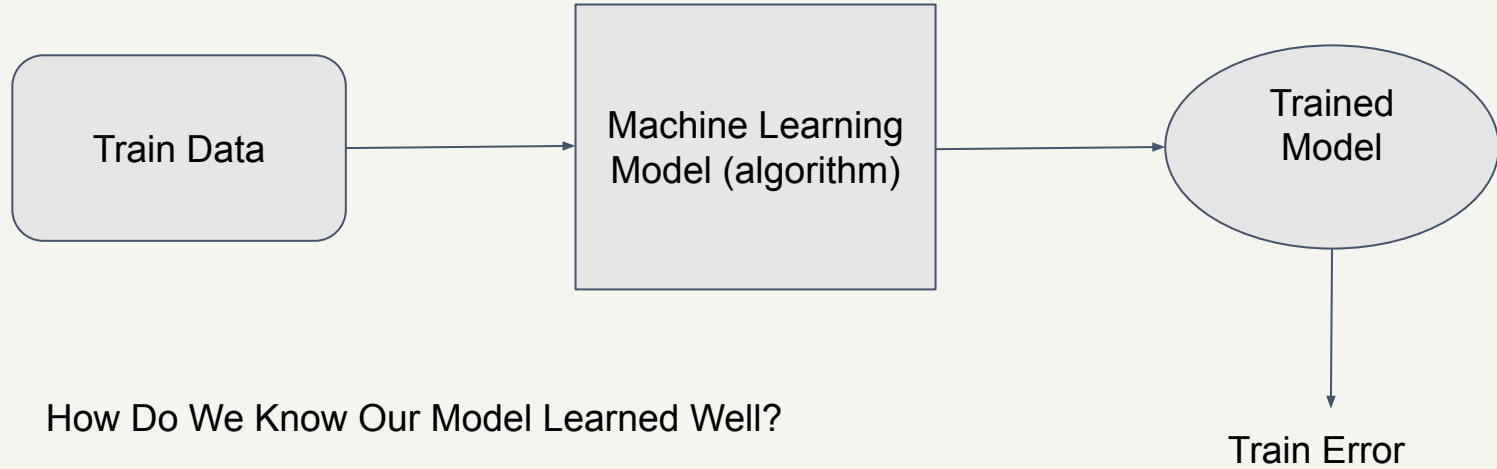 Train Data
Machine Learning
Model (algorithm)
Trained
Model
How Do We Know Our Model Learned Well?
Train Error